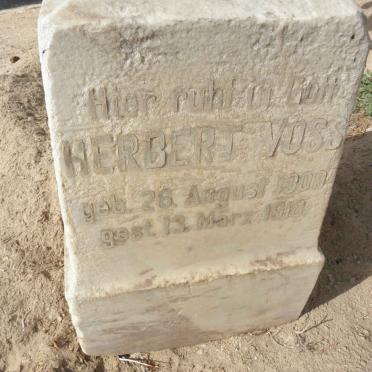 Hier ruht in Gott
HERBERT VOSS
geb. 26. August
gest. 13. März